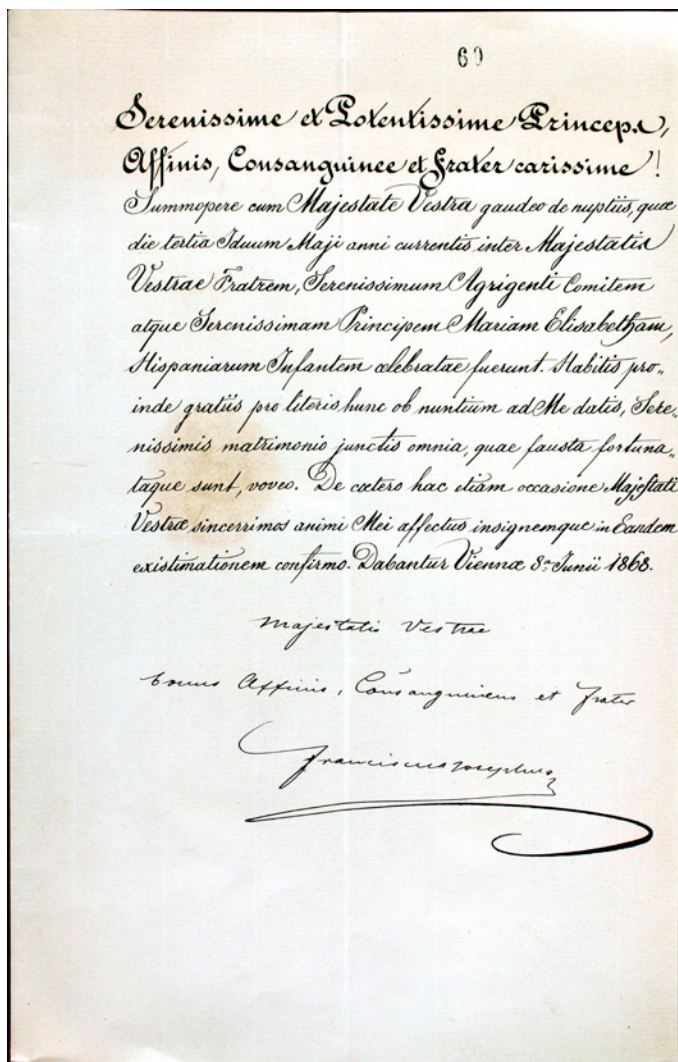 60
Serenissime et Potentissime Princeps,
Affinis, Consanguinee et Frater carissime!
Summopere cum Majestate Vestra gaudeo de nuptiis, quæ
die tertia Iduum Maji anni currentis inter Majestatis
Vestrae Fratrem, Serenissimum Agrigenti Comitem
atque Serenissimam Principem Mariam Elisabetham,
Hispaniarum Infantem celebratae fuerunt. Habitis pro„
inde gratiis pro literis hunc ob nuntium ad Me datis, Sere„
nissimis matrimonio junctis omnia, quae fausta fortuna„
taque sunt, voveo. De cætero hac etiam occasione Majestati
Vestræ sincerrimos animi Mei affectus insignemque in Eandem
existimationem confirmo. Dabantur Viennæ 8ª Junii 1868.
Majestatis Vestrae
bonus Affinis, Consanguineus et Frater
Franciscus Josephus